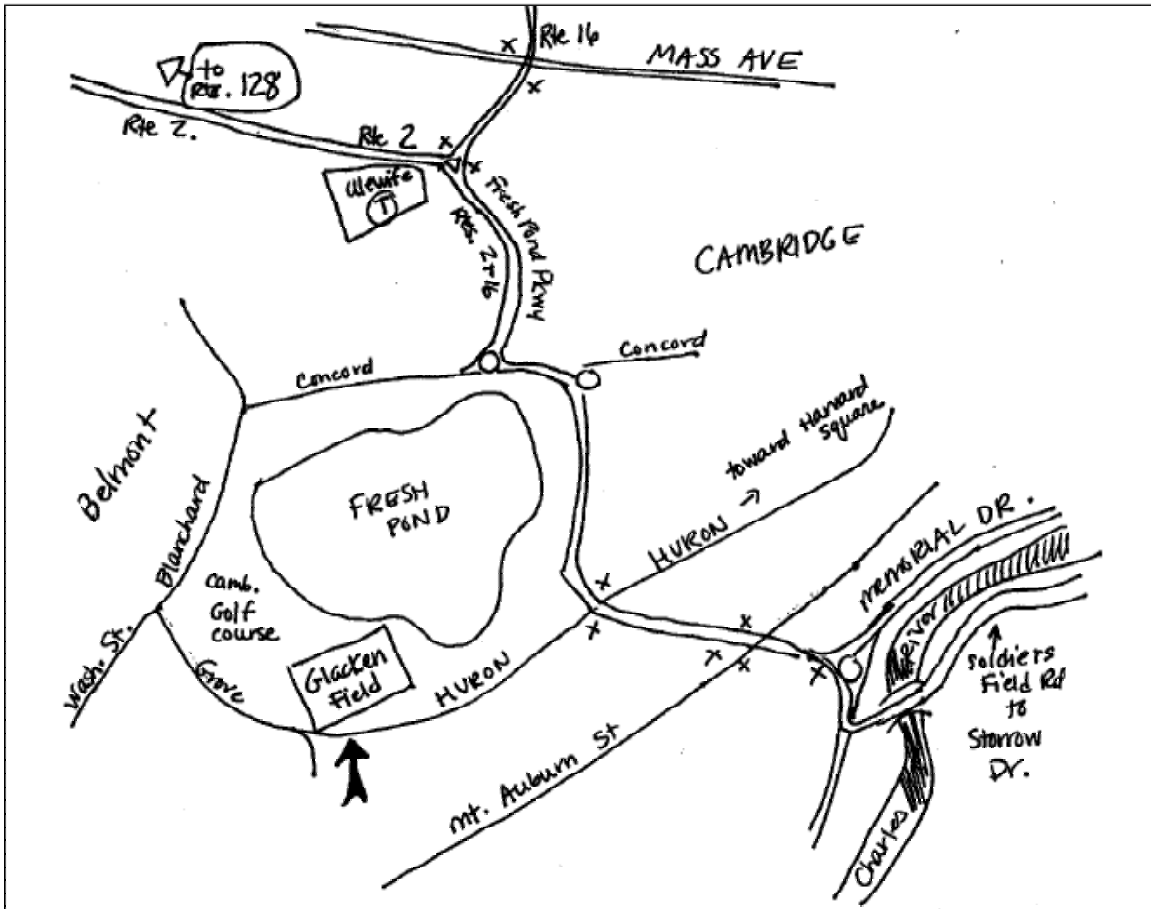 Rte 16
MASS AVE
to
Rte. 128
Rte 2.
Rte 2
Alewife
T
Fresh Pond Pkwy
Rtes. 2+16
CAMBRIDGE
Concord
Concord
toward Harvard
square
Belmont
FRESH
POND
HURON →
MEMORIAL DR.
Blanchard
Camb.
Golf
course
River
Wash. St.
Grove
Glacken
Field
HURON
Soldiers
Field Rd
to
Storrow
Dr.
Mt. Auburn St
Charles